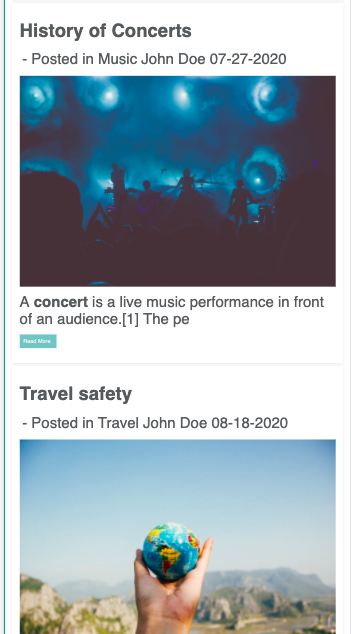 History of Concerts
- Posted in Music John Doe 07-27-2020
A concert is a live music performance in front
of an audience.[1] The pe
Read More
Travel safety
- Posted in Travel John Doe 08-18-2020